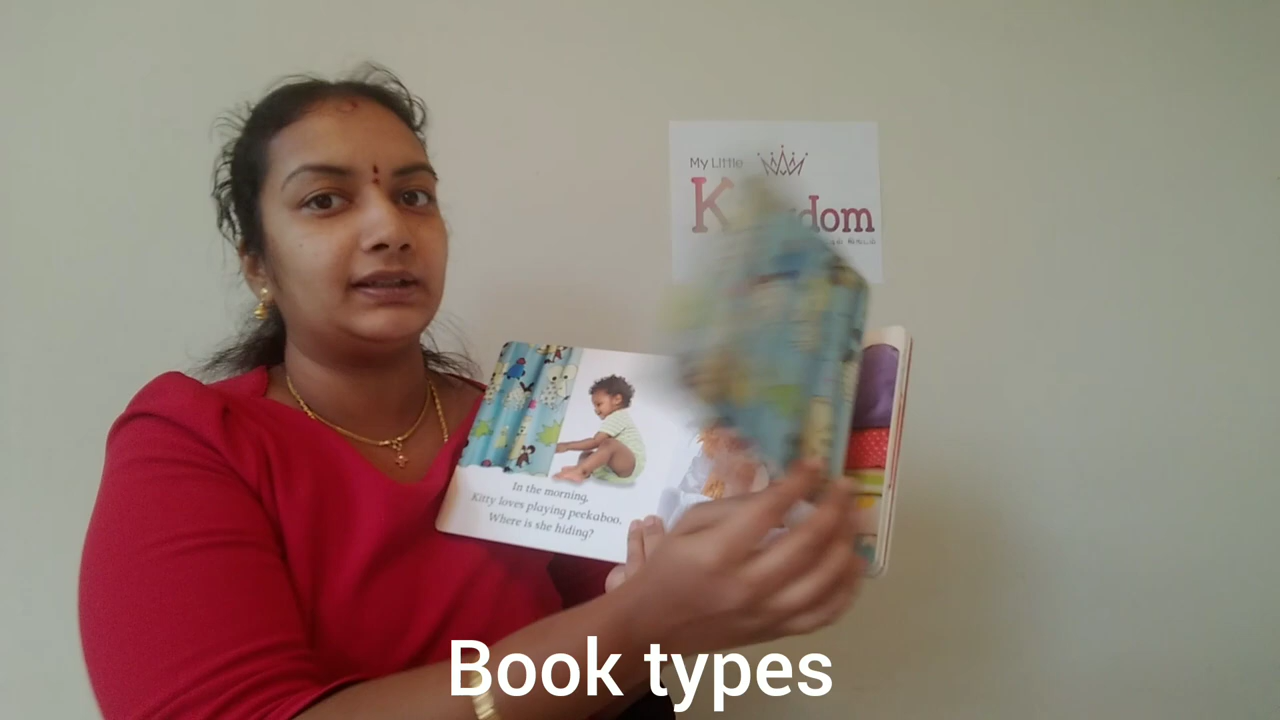 My Little
K dom
In the morning,
Kitty loves playing peekaboo.
Where is she hiding?
Book types